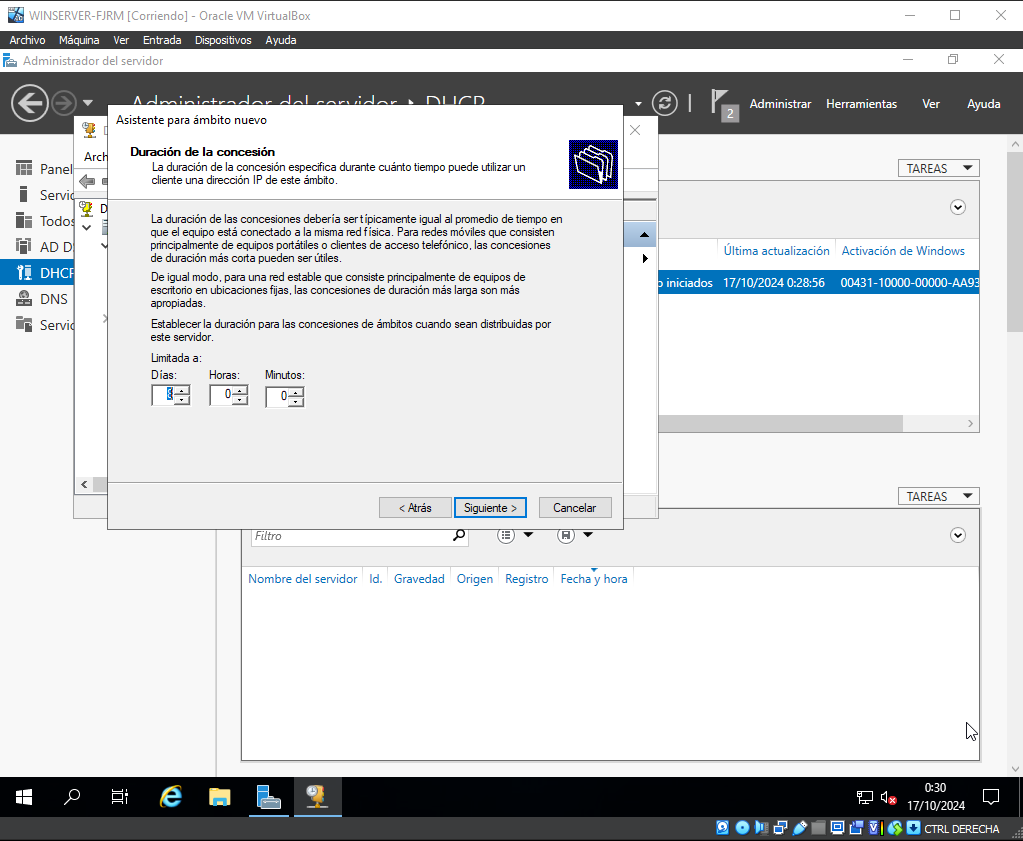 WINSERVER-FJRM [Corriendo] - Oracle VM VirtualBox
Archivo Máquina Ver Entrada Dispositivos Ayuda
Administrador del servidor
Administrador del servidor DHCP
2
Administrar Herramientas Ver Ayuda
Asistente para ámbito nuevo
Duración de la concesión
La duración de la concesión especifica durante cuánto tiempo puede utilizar un
cliente una dirección IP de este ámbito.
Arch
Panel
Servic
Todos
AD D
DHCP
DNS
Servic
D
TAREAS
La duración de las concesiones debería ser típicamente igual al promedio de tiempo en
que el equipo está conectado a la misma red física. Para redes móviles que consisten
principalmente de equipos portátiles o clientes de acceso telefónico, las concesiones
de duración más corta pueden ser útiles.
De igual modo, para una red estable que consiste principalmente de equipos de
escritorio en ubicaciones fijas, las concesiones de duración más larga son más
apropiadas.
Establecer la duración para las concesiones de ámbitos cuando sean distribuidas por
este servidor.
Limitada a:
Días: Horas: Minutos:
0 0
< Atrás Siguiente > Cancelar
Última actualización Activación de Windows
o iniciados 17/10/2024 0:28:56 00431-10000-00000-AA93
TAREAS
Filtro
Nombre del servidor Id. Gravedad Origen Registro Fecha y hora
0:30
17/10/2024
CTRL DERECHA